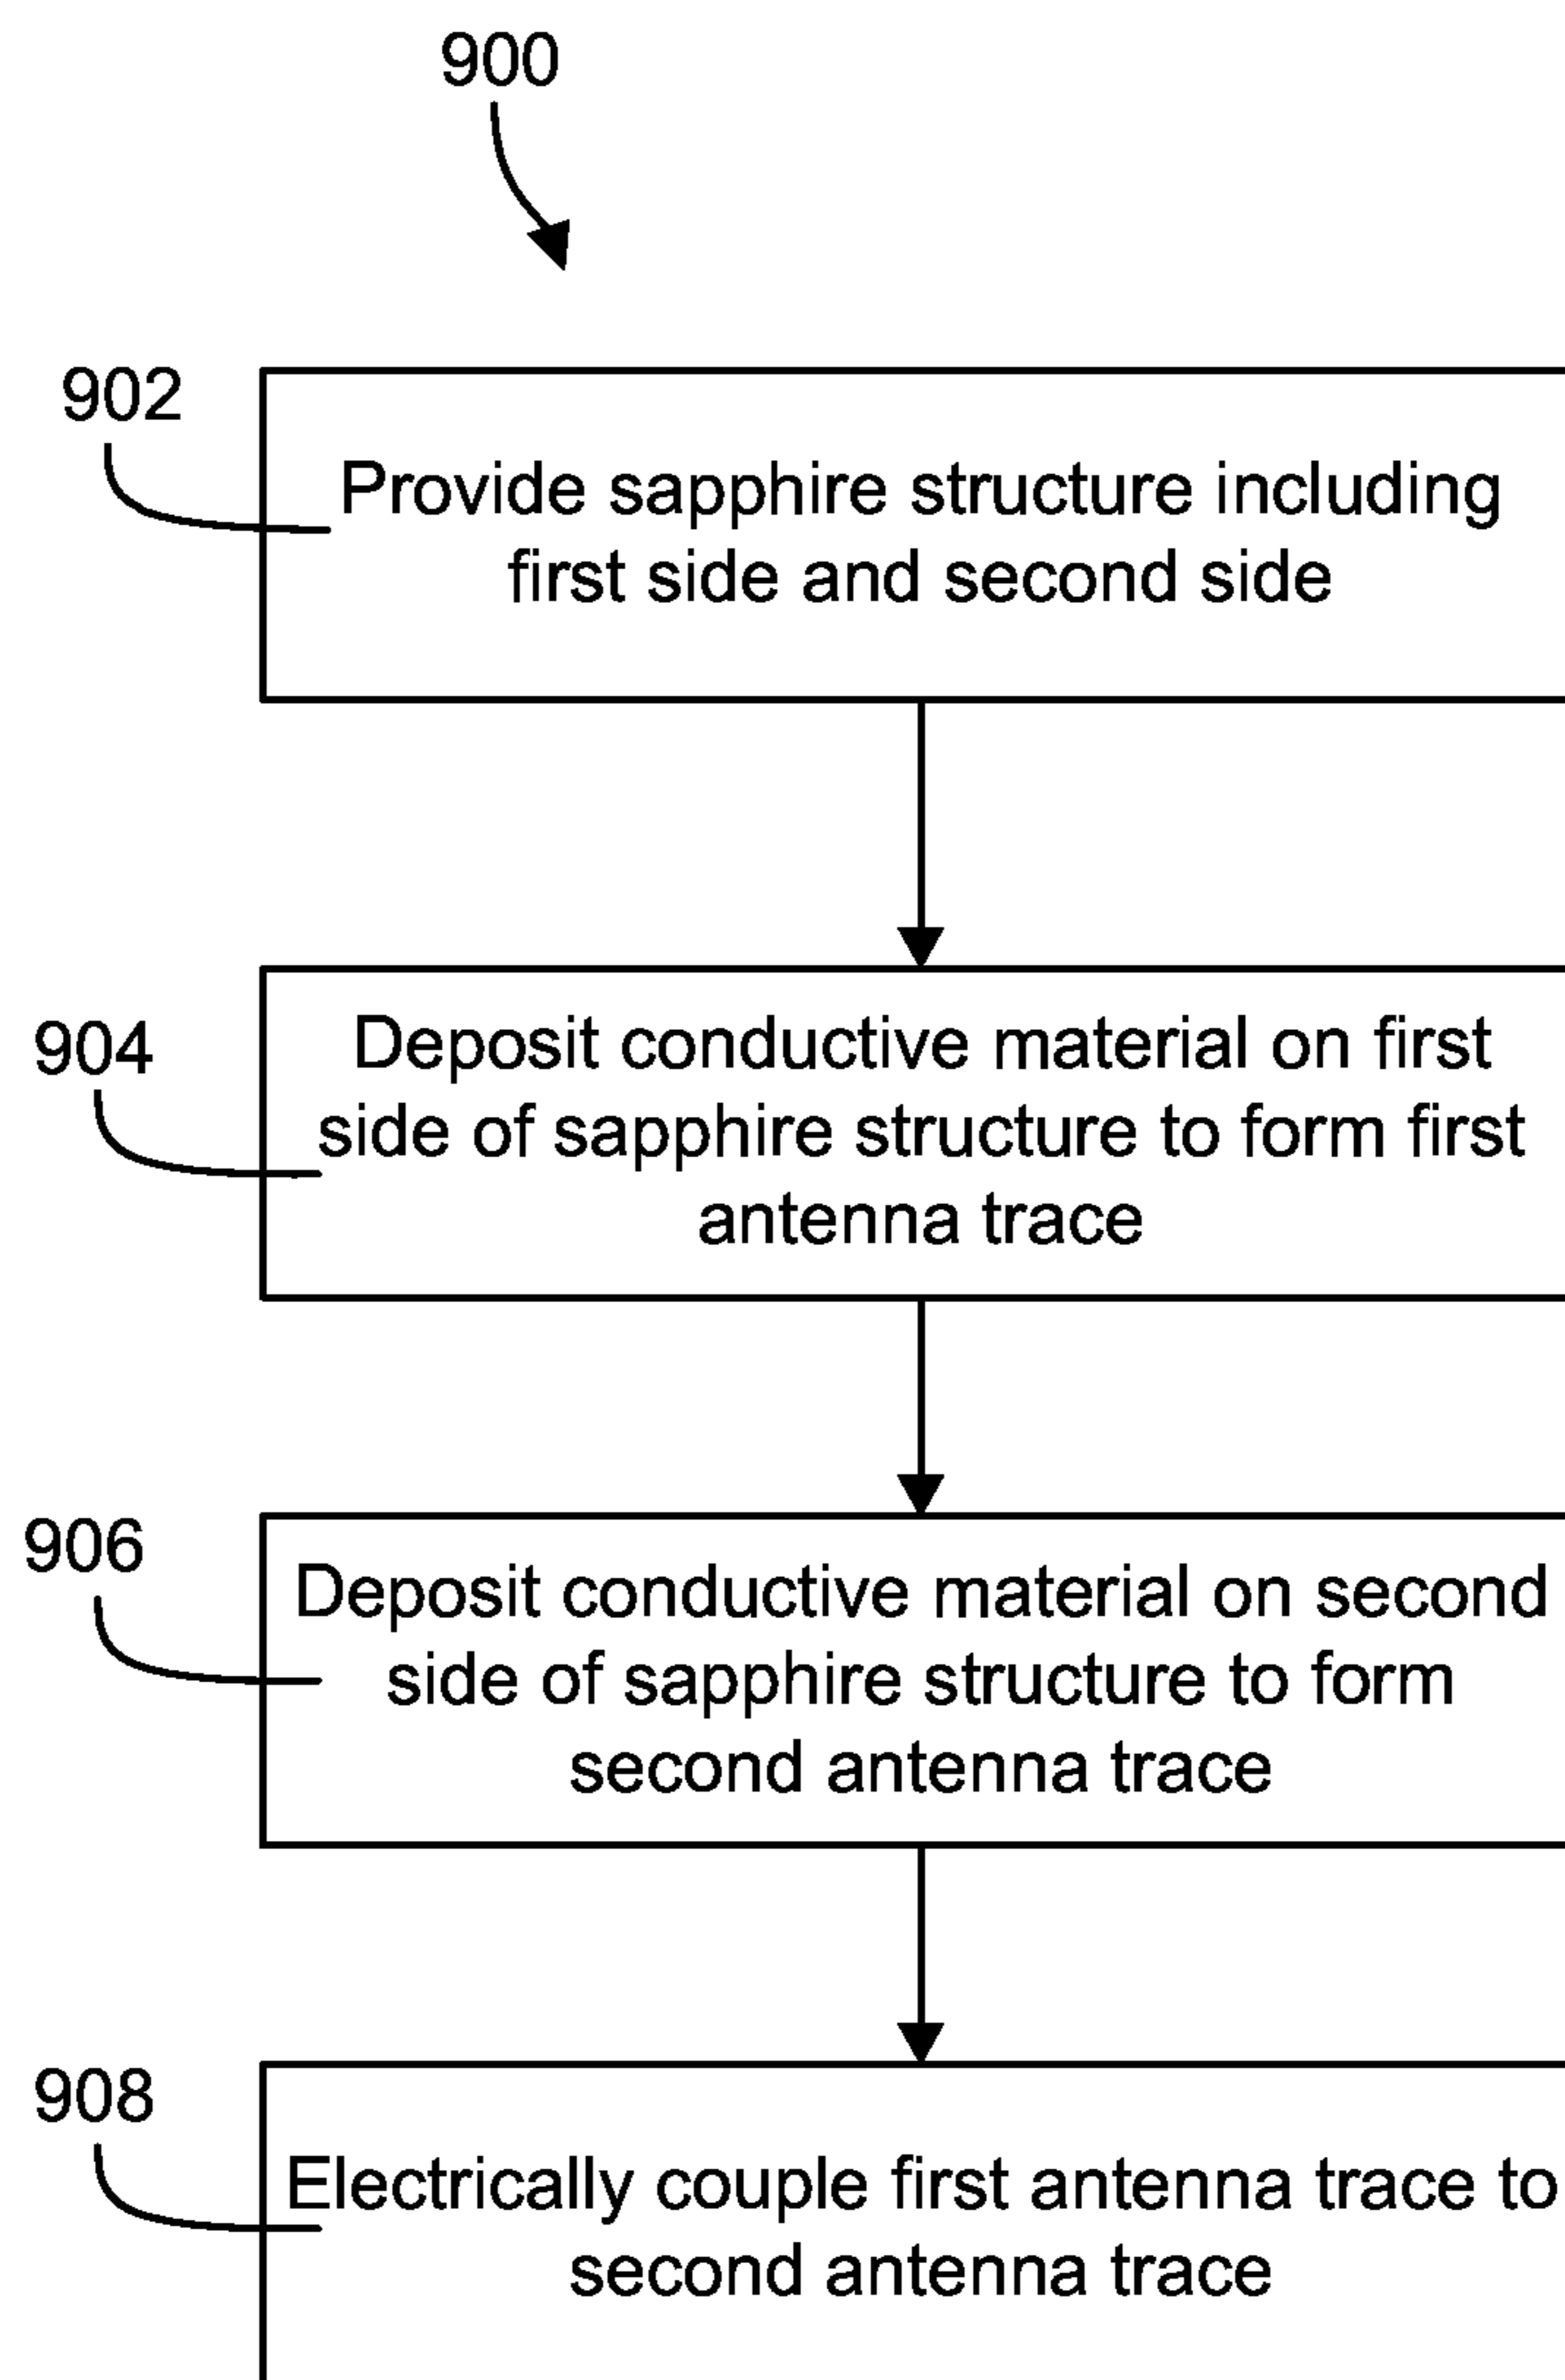 900
902
Provide sapphire structure including
first side and second side
904
Deposit conductive material on first
side of sapphire structure to form first
antenna trace
906
Deposit conductive material on second
side of sapphire structure to form
second antenna trace
908
Electrically couple first antenna trace to
second antenna trace